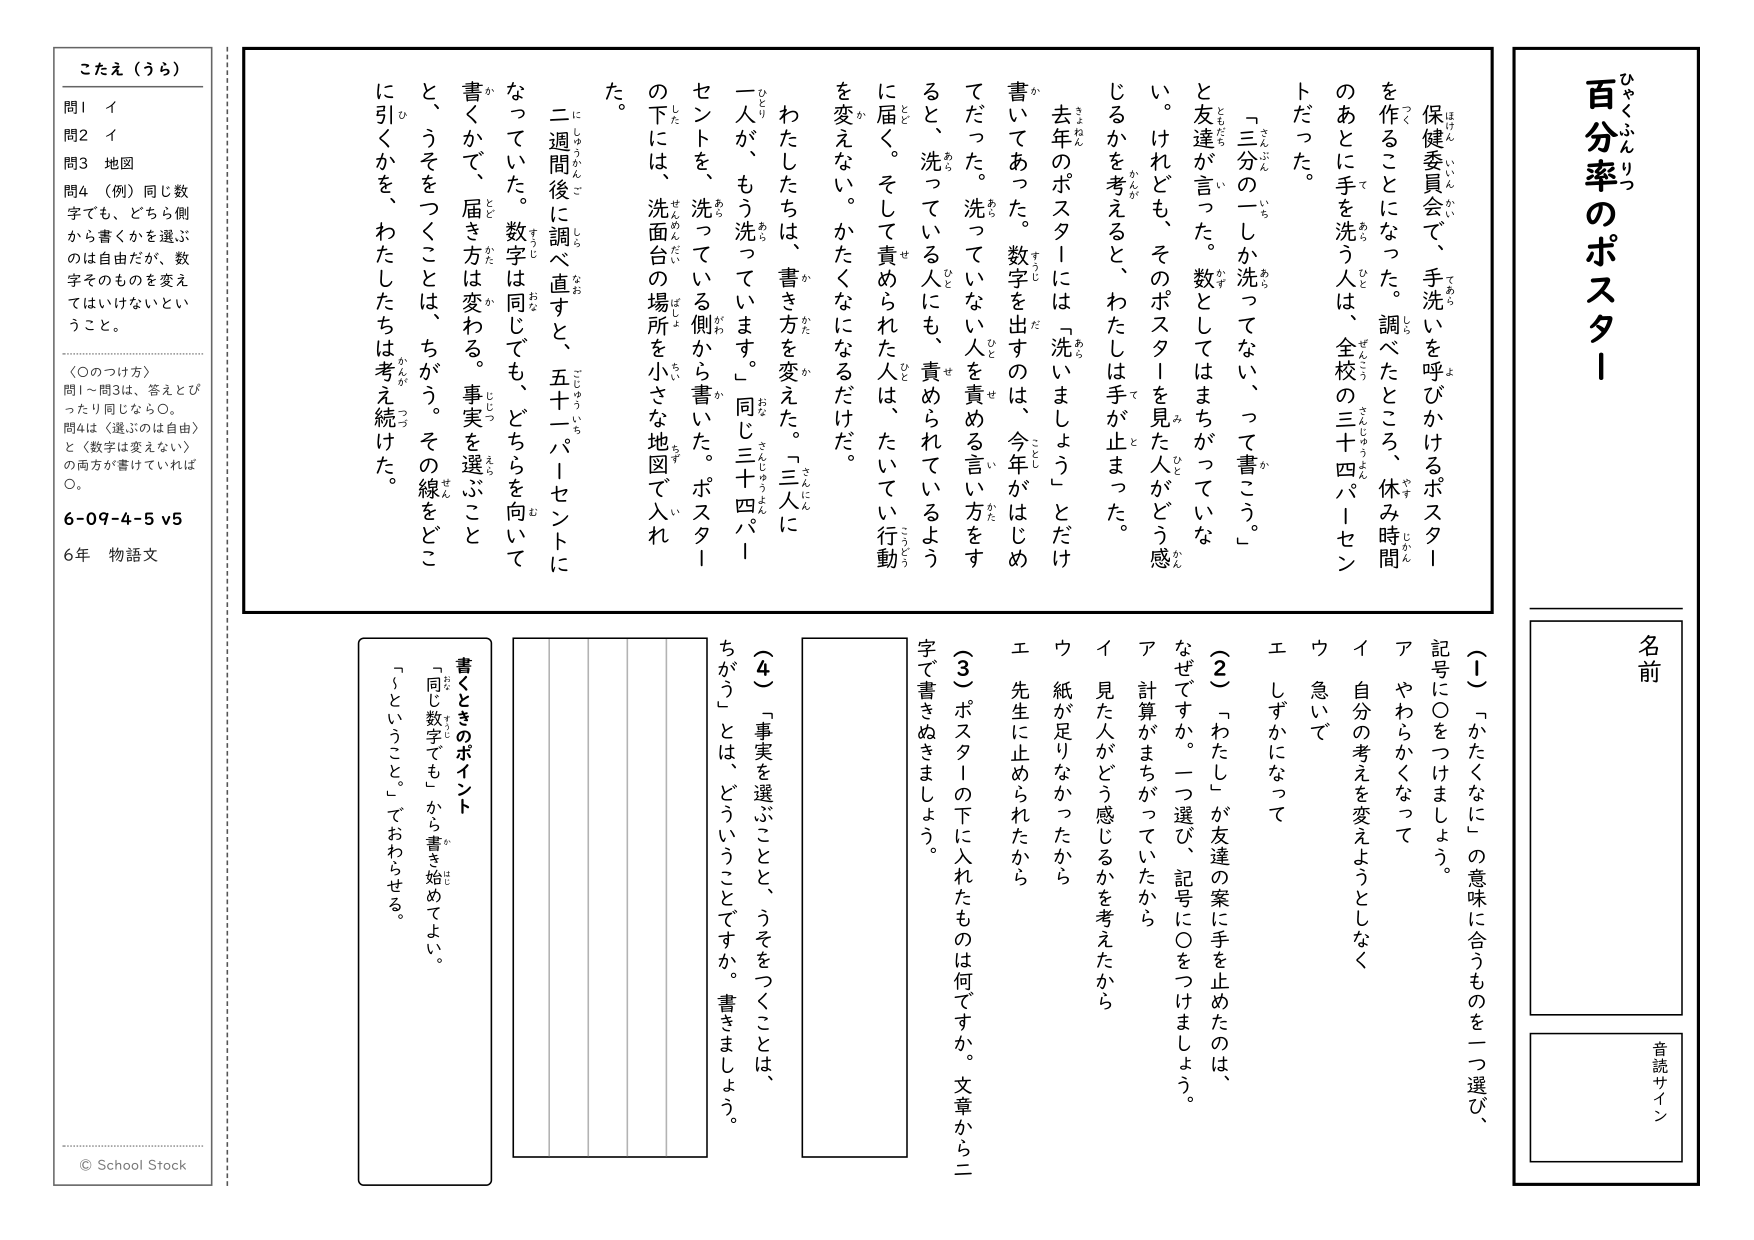 百分率のポスター
ひゃくふんりつ
名前
音読サイン
保健委員会で、手洗いを呼びかけるポスター
を作ることになった。調べたところ、休み時間
のあとに手を洗う人は、全校の三十四パーセン
トだった。
「三分の一しか洗ってない、って書こう。」
と友達が言った。数としてはまちがっていな
い。けれども、そのポスターを見た人がどう感
じるかを考えると、わたしは手が止まった。
去年のポスターには「洗いましょう」とだけ
書いてあった。数字を出すのは、今年がはじめ
てだった。洗っていない人を責める言い方をす
ると、洗っている人にも、責められているよう
に届く。そして責められた人は、たいてい行動
を変えない。かたくなになるだけだ。
わたしたちは、書き方を変えた。「三人に
一人が、もう洗っています。」同じ三十四パー
セントを、洗っている側から書いた。ポスター
の下には、洗面台の場所を小さな地図で入れ
た。
二週間後に調べ直すと、五十一パーセントに
なっていた。数字は同じでも、どちらを向いて
書くかで、届き方は変わる。事実を選ぶこと
と、うそをつくことは、ちがう。その線をどこ
に引くかを、わたしたちは考え続けた。
(1)「かたくなに」の意味に合うものを一つ選び、
記号に○をつけましょう。
ア やわらかくなって
イ 自分の考えを変えようとしなく
ウ 急いで
エ しずかになって
(2)「わたし」が友達の案に手を止めたのは、
なぜですか。一つ選び、記号に○をつけましょう。
ア 計算がまちがっていたから
イ 見た人がどう感じるかを考えたから
ウ 紙が足りなかったから
エ 先生に止められたから
(3)ポスターの下に入れたものは何ですか。文章から二
字で書きぬきましょう。
(4)「事実を選ぶことと、うそをつくことは、
ちがう」とは、どういうことですか。書きましょう。
書くときのポイント
「同じ数字でも」から書き始めてよい。
「〜ということ。」でおわらせる。
こたえ（うら）
問1 イ
問2 イ
問3 地図
問4 （例）同じ数
字でも、どちら側
から書くかを選ぶ
のは自由だが、数
字そのものを変え
てはいけないとい
うこと。
〈○のつけ方〉
問1〜問3は、答えとぴ
ったり同じなら○。
問4は〈選ぶのは自由〉
と〈数字は変えない〉
の両方が書けていれば
○。
6-09-4-5 v5
6年 物語文
© School Stock